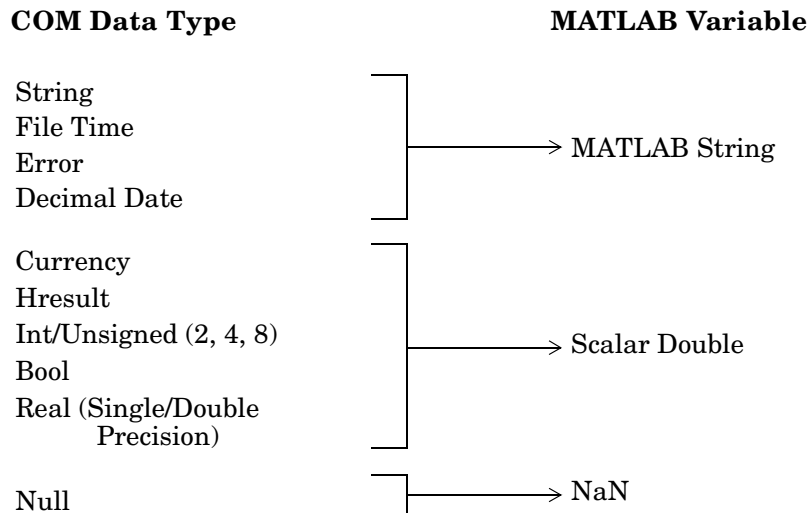 COM Data Type MATLAB Variable
String
File Time
Error
Decimal Date
MATLAB String
Currency
Hresult
Int/Unsigned (2, 4, 8)
Bool
Real (Single/Double
Precision)
Scalar Double
Null
NaN